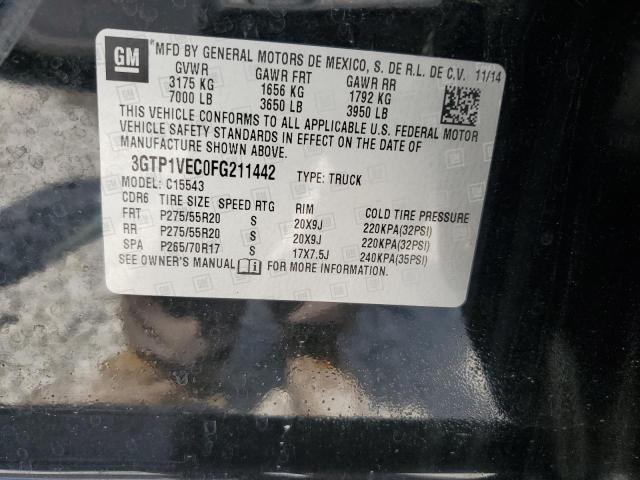 GM
MFD BY GENERAL MOTORS DE MEXICO, S. DE R.L. DE C.V. 11/14
GVWR GAWR FRT GAWR RR
3175 KG 1656 KG 1792 KG
7000 LB 3650 LB 3950 LB
THIS VEHICLE CONFORMS TO ALL APPLICABLE U.S. FEDERAL MOTOR
VEHICLE SAFETY STANDARDS IN EFFECT ON THE DATE OF
MANUFACTURE SHOWN ABOVE.
3GTP1VEC0FG211442 TYPE: TRUCK
MODEL: C15543
CDR6 TIRE SIZE SPEED RTG RIM COLD TIRE PRESSURE
FRT P275/55R20 S 20X9J 220KPA(32PSI)
RR P275/55R20 S 20X9J 220KPA(32PSI)
SPA P265/70R17 S 17X7.5J 240KPA(35PSI)
SEE OWNER'S MANUAL FOR MORE INFORMATION.